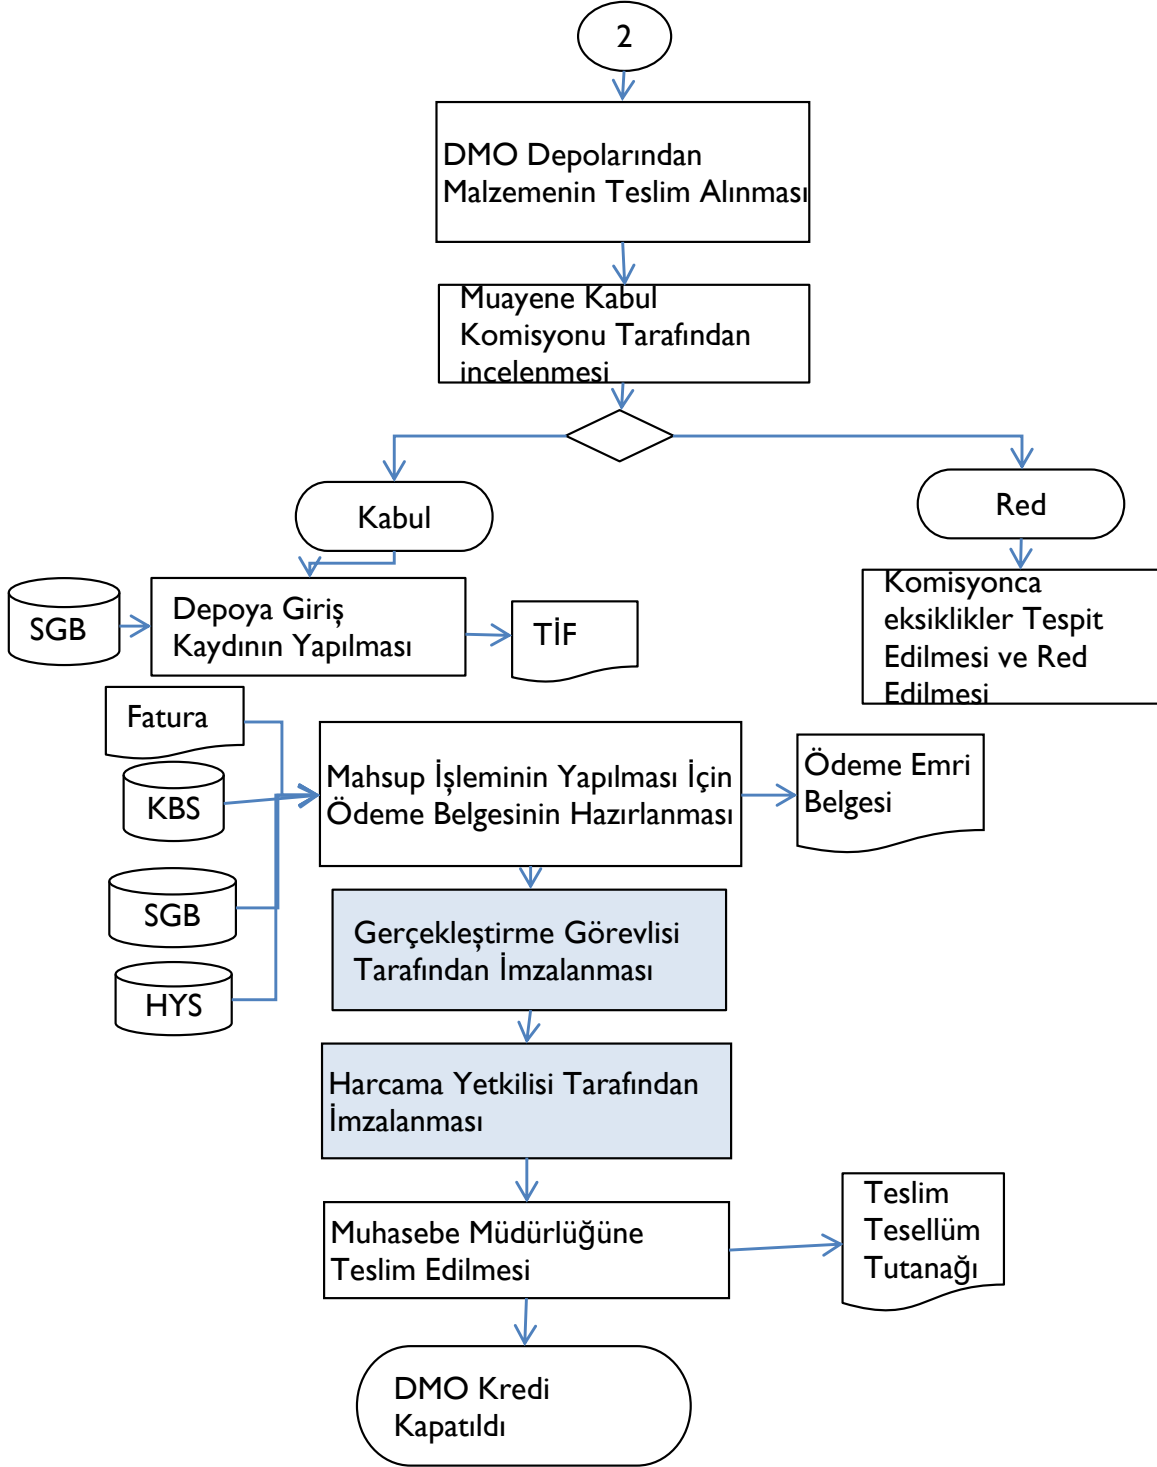 2
DMO Depolarından
Malzemenin Teslim Alınması
Muayene Kabul
Komisyonu Tarafından
incelenmesi
Kabul
Red
SGB
Depoya Giriş
Kaydının Yapılması
TİF
Komisyonca
eksiklikler Tespit
Edilmesi ve Red
Edilmesi
Fatura
KBS
SGB
HYS
Mahsup İşleminin Yapılması İçin
Ödeme Belgesinin Hazırlanması
Ödeme Emri
Belgesi
Gerçekleştirme Görevlisi
Tarafından İmzalanması
Harcama Yetkilisi Tarafından
İmzalanması
Muhasebe Müdürlüğüne
Teslim Edilmesi
Teslim
Tesellüm
Tutanağı
DMO Kredi
Kapatıldı